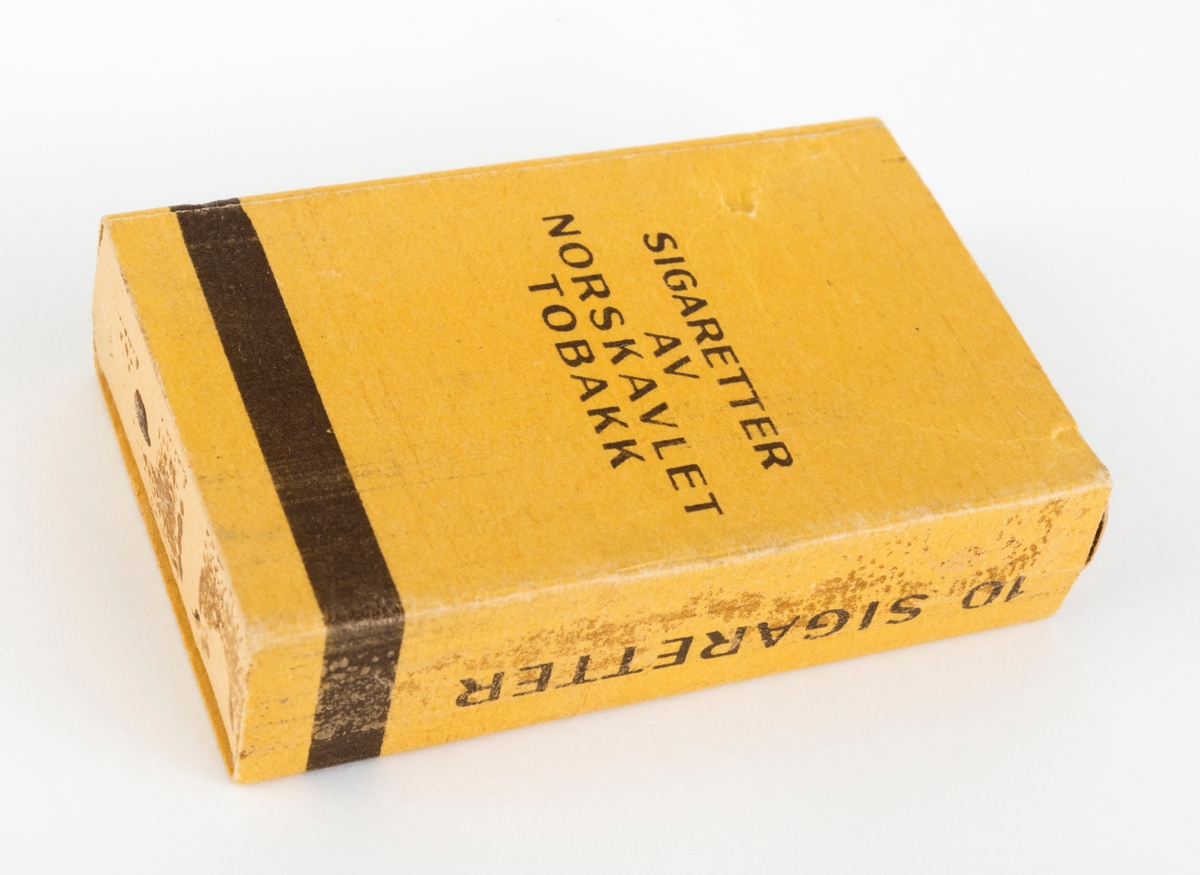 SIGARETTER
AV
NORSKAVLET
TOBAKK
10 SIGARETTER